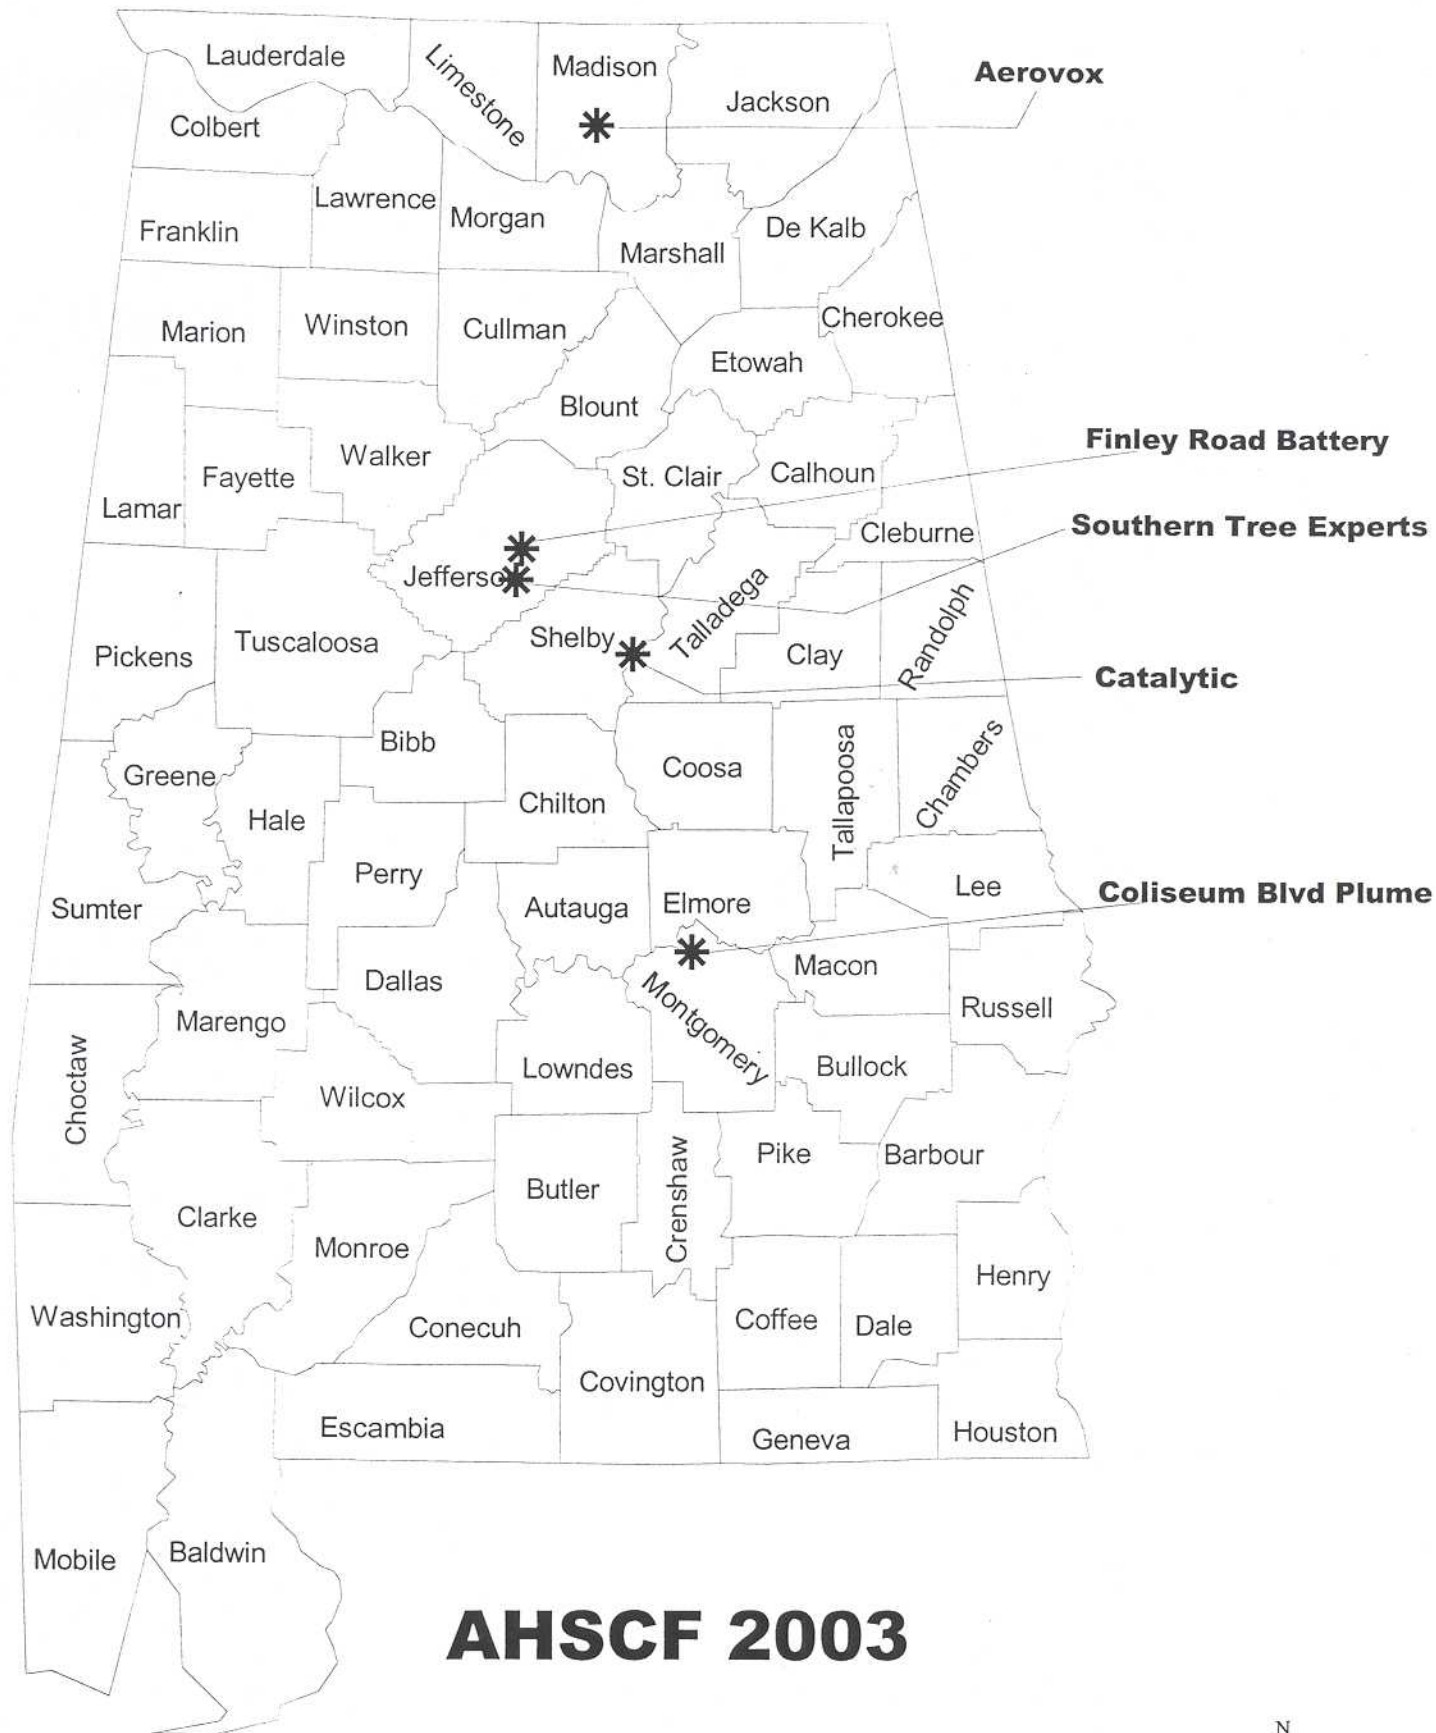 Lauderdale
Limestone
Madison
Aerovox
Jackson
Colbert
Lawrence
Morgan
Franklin
De Kalb
Marshall
Cherokee
Marion
Winston
Cullman
Etowah
Blount
Finley Road Battery
Walker
St. Clair
Calhoun
Fayette
Lamar
Southern Tree Experts
Cleburne
Jefferso
Talladega
Randolph
Shelby
Tuscaloosa
Pickens
Clay
Catalytic
Bibb
Coosa
Tallapoosa
Chambers
Greene
Chilton
Hale
Perry
Lee
Coliseum Blvd Plume
Elmore
Autauga
Sumter
Macon
Dallas
Montgomery
Russell
Marengo
Choctaw
Lowndes
Bullock
Wilcox
Pike
Barbour
Butler
Crenshaw
Clarke
Monroe
Henry
Washington
Conecuh
Coffee
Dale
Covington
Escambia
Geneva
Houston
Mobile
Baldwin
AHSCF 2003
N